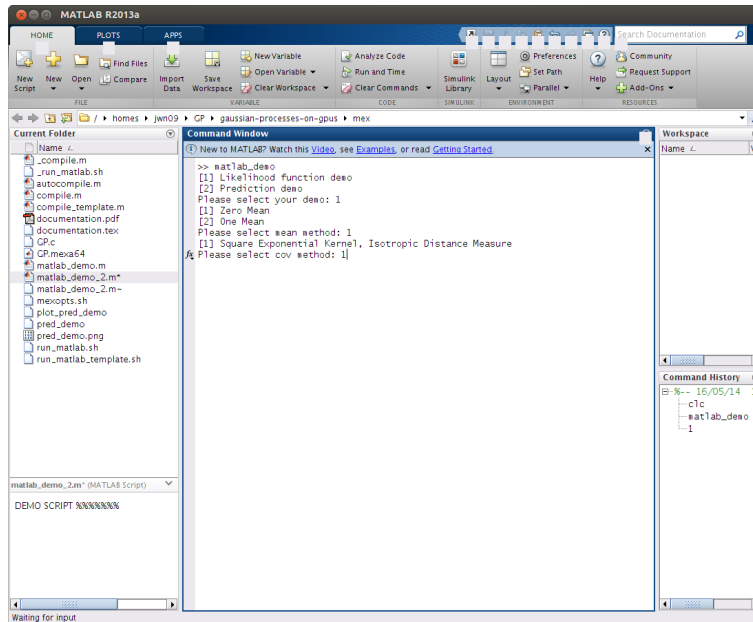 MATLAB R2013a
HOME PLOTS APPS
Search Documentation
New Script
New
Open
Find Files
Compare
Import Data
Save Workspace
New Variable
Open Variable
Clear Workspace
Analyze Code
Run and Time
Clear Commands
Simulink Library
Layout
Preferences
Set Path
Parallel
Help
Community
Request Support
Add-Ons
FILE VARIABLE CODE SIMULINK ENVIRONMENT RESOURCES
/ homes jwn09 GP gaussian-processes-on-gpus mex
Current Folder
Name
_compile.m
_run_matlab.sh
autocompile.m
compile.m
compile_template.m
documentation.pdf
documentation.tex
GP.c
GP.mexa64
matlab_demo.m
matlab_demo_2.m*
matlab_demo_2.m~
mexopts.sh
plot_pred_demo
pred_demo
pred_demo.png
run_matlab.sh
run_matlab_template.sh
matlab_demo_2.m* (MATLAB Script)
DEMO SCRIPT %%%%%%%
Command Window
New to MATLAB? Watch this Video, see Examples, or read Getting Started.
>> matlab_demo
[1] Likelihood function demo
[2] Prediction demo
Please select your demo: 1
[1] Zero Mean
[2] One Mean
Please select mean method: 1
[1] Square Exponential Kernel, Isotropic Distance Measure
fx Please select cov method: 1
Workspace
Name
Command History
%-- 16/05/14
clc
matlab_demo
1
Waiting for input